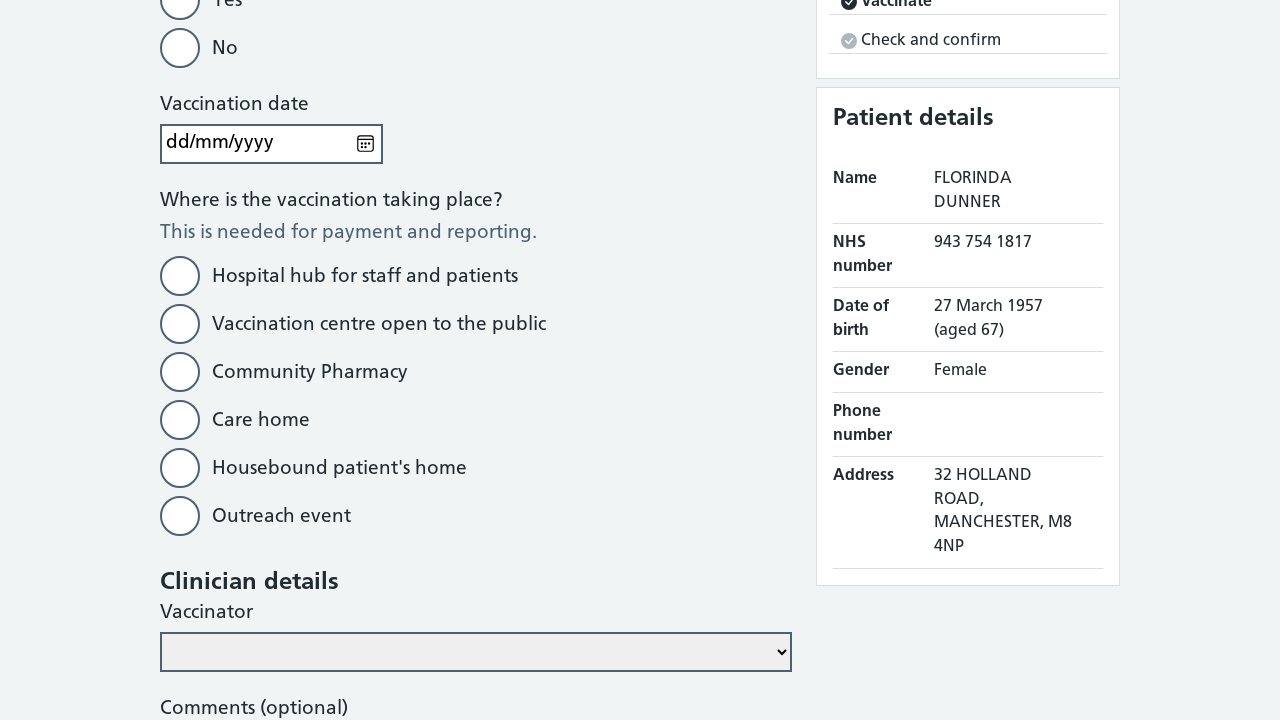 Yes
No
Vaccination date
dd/mm/yyyy
Where is the vaccination taking place?
This is needed for payment and reporting.
Hospital hub for staff and patients
Vaccination centre open to the public
Community Pharmacy
Care home
Housebound patient's home
Outreach event
Clinician details
Vaccinator
Comments (optional)
Vaccinate
Check and confirm
Patient details
Name FLORINDA
DUNNER
NHS 943 754 1817
number
Date of 27 March 1957
birth (aged 67)
Gender Female
Phone
number
Address 32 HOLLAND
ROAD,
MANCHESTER, M8
4NP